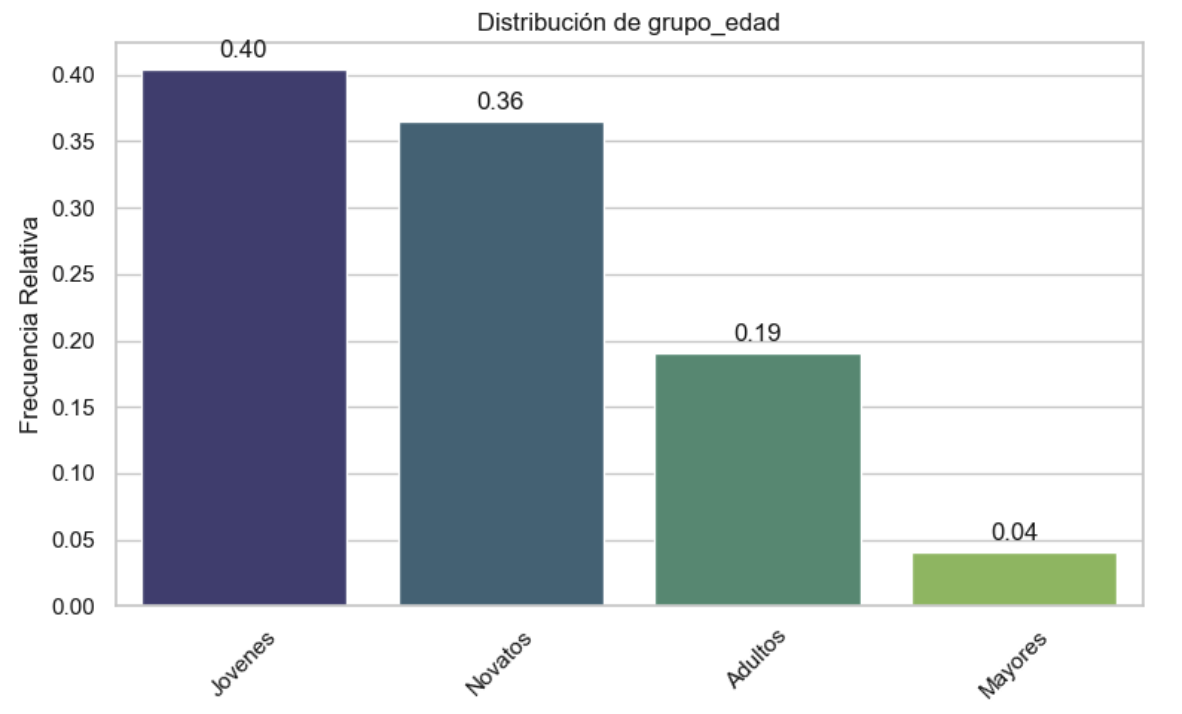 Distribución de grupo_edad
0.40
0.36
0.19
0.04
0.40
0.35
0.30
0.25
0.20
0.15
0.10
0.05
0.00
Frecuencia Relativa
Jovenes
Novatos
Adultos
Mayores